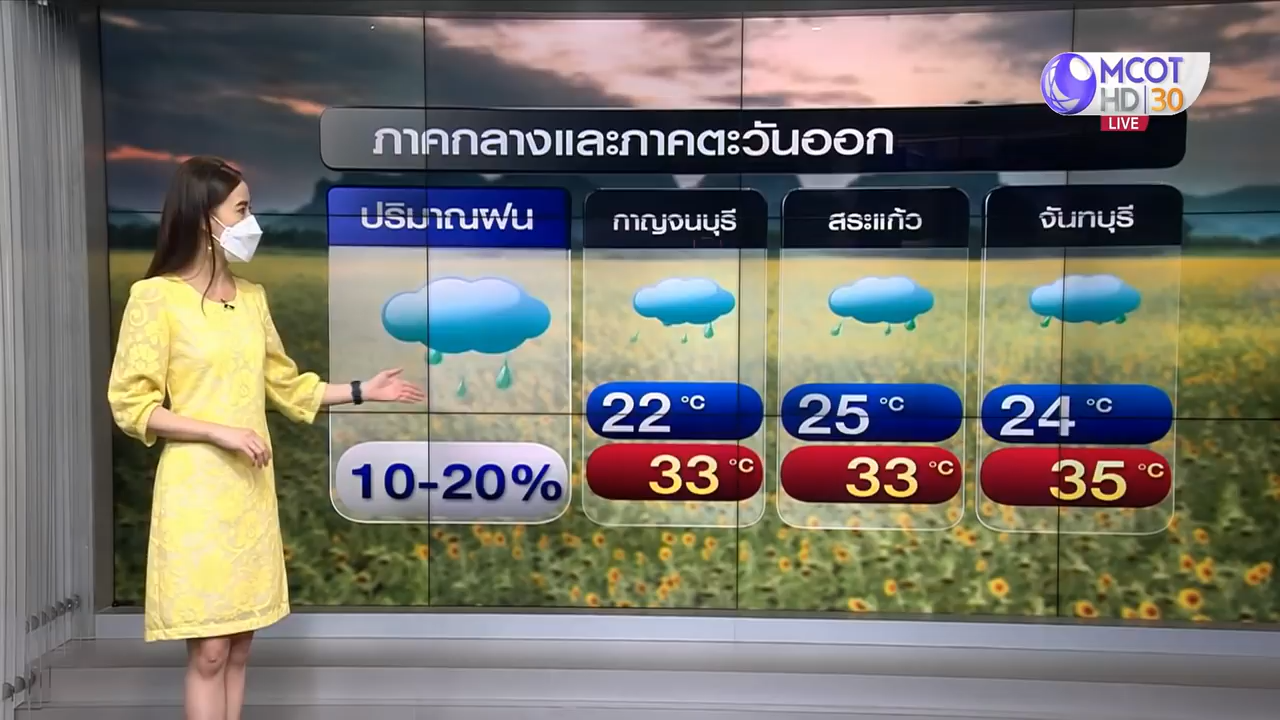 MCOT
HD 30
LIVE
ภาคกลางและภาคตะวันออก
ปริมาณฝน
กาญจนบุรี
สระแก้ว
จันทบุรี
22 °C
25 °C
24 °C
10-20%
33 °C
33 °C
35 °C